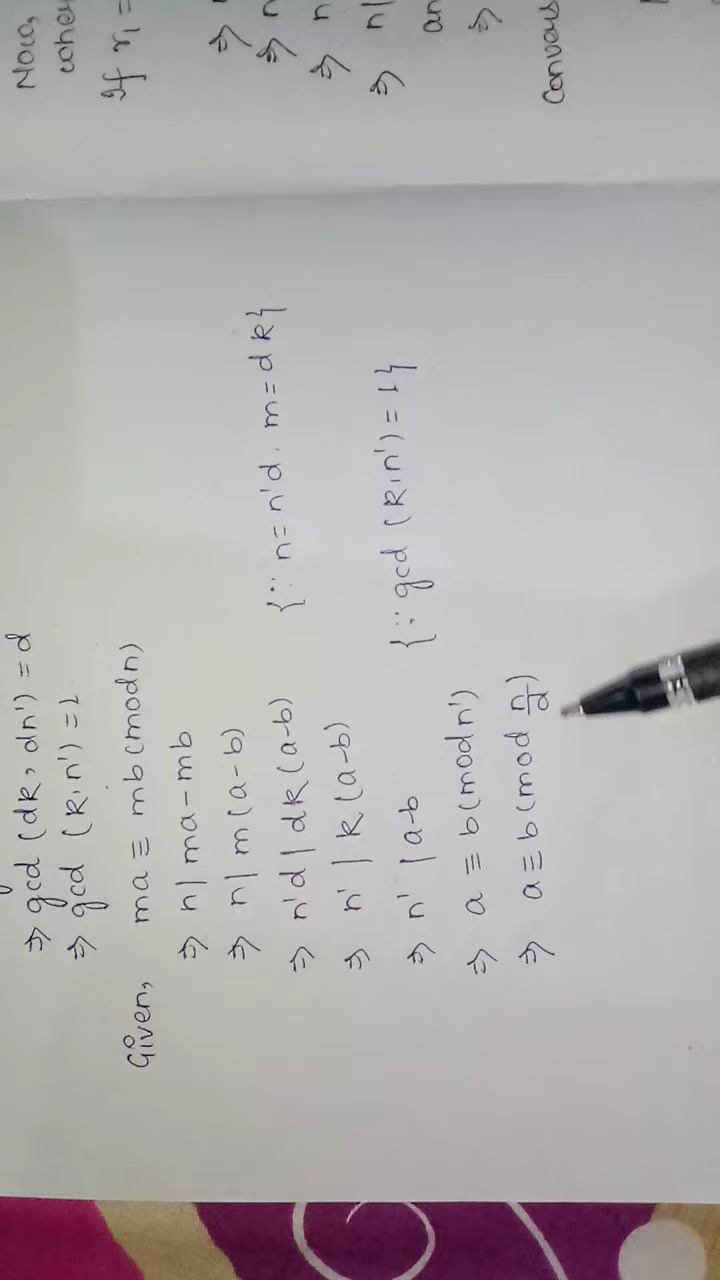 ⇒ gcd (dk, dn') = d
⇒ gcd (k, n') = 1
Given, ma ≡ mb (mod n)
⇒ n | ma - mb
⇒ n | m (a - b)
⇒ n'd | dk (a-b) {∵ n = n'd, m = dk}
⇒ n' | k (a-b)
⇒ n' | a-b {∵ gcd (k, n') = 1}
⇒ a ≡ b (mod n')
⇒ a ≡ b (mod n/d)
Now,
If r₁ =
⇒ n
⇒ n
⇒ n
⇒ n|
⇒